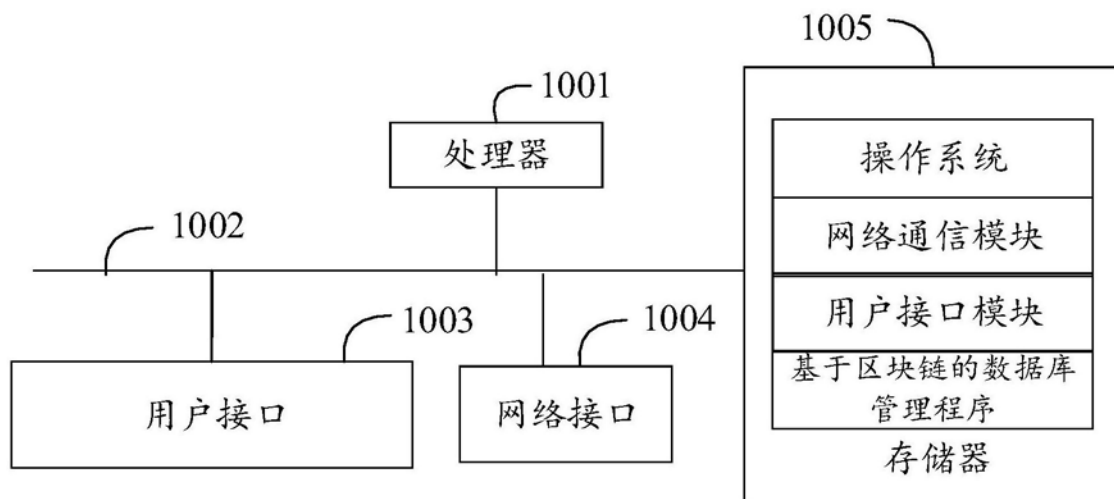 1005
1001
处理器
操作系统
网络通信模块
1002
用户接口模块
1003
1004
用户接口
网络接口
基于区块链的数据库
管理程序
存储器